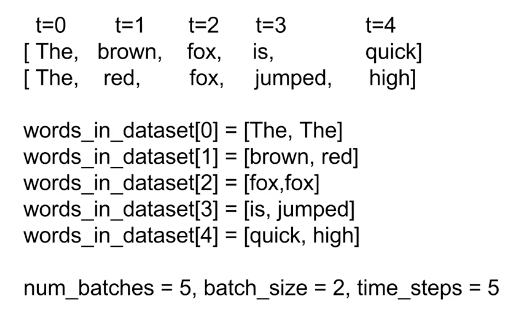 t=0 t=1 t=2 t=3 t=4
[ The, brown, fox, is, quick]
[ The, red, fox, jumped, high]
words_in_dataset[0] = [The, The]
words_in_dataset[1] = [brown, red]
words_in_dataset[2] = [fox,fox]
words_in_dataset[3] = [is, jumped]
words_in_dataset[4] = [quick, high]
num_batches = 5, batch_size = 2, time_steps = 5